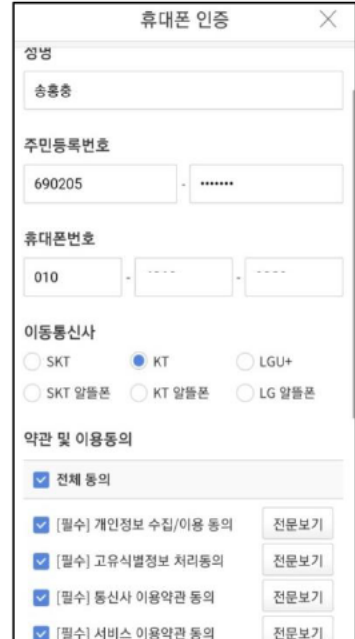 휴대폰 인증
성명
송홍충
주민등록번호
690205 - •••••••
휴대폰번호
010 - -
이동통신사
SKT KT LGU+
SKT 알뜰폰 KT 알뜰폰 LG 알뜰폰
약관 및 이용동의
전체 동의
[필수] 개인정보 수집/이용 동의 전문보기
[필수] 고유식별정보 처리동의 전문보기
[필수] 통신사 이용약관 동의 전문보기
[필수] 서비스 이용약관 동의 전문보기